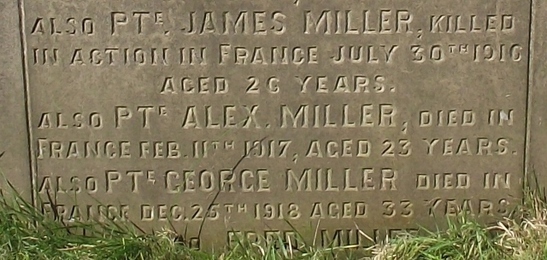 ALSO PTE. JAMES MILLER, KILLED
IN ACTION IN FRANCE JULY 30TH 1916
AGED 26 YEARS.
ALSO PTE ALEX. MILLER, DIED IN
FRANCE FEB. 11TH 1917, AGED 23 YEARS.
ALSO PTE GEORGE MILLER DIED IN
FRANCE DEC. 25TH 1918 AGED 33 YEARS
FRED MILLER